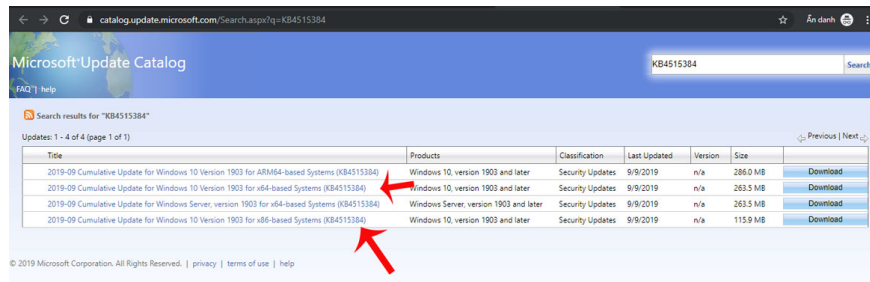 catalog.update.microsoft.com/Search.aspx?q=KB4515384 Ẩn danh
Microsoft Update Catalog
KB4515384 Search
FAQ | help
Search results for "KB4515384"
Updates: 1 - 4 of 4 (page 1 of 1) Previous | Next
Title Products Classification Last Updated Version Size
2019-09 Cumulative Update for Windows 10 Version 1903 for ARM64-based Systems (KB4515384) Windows 10, version 1903 and later Security Updates 9/9/2019 n/a 286.0 MB Download
2019-09 Cumulative Update for Windows 10 Version 1903 for x64-based Systems (KB4515384) Windows 10, version 1903 and later Security Updates 9/9/2019 n/a 263.5 MB Download
2019-09 Cumulative Update for Windows Server, version 1903 for x64-based Systems (KB4515384) Windows Server, version 1903 and later Security Updates 9/9/2019 n/a 263.5 MB Download
2019-09 Cumulative Update for Windows 10 Version 1903 for x86-based Systems (KB4515384) Windows 10, version 1903 and later Security Updates 9/9/2019 n/a 115.9 MB Download
© 2019 Microsoft Corporation. All Rights Reserved. | privacy | terms of use | help